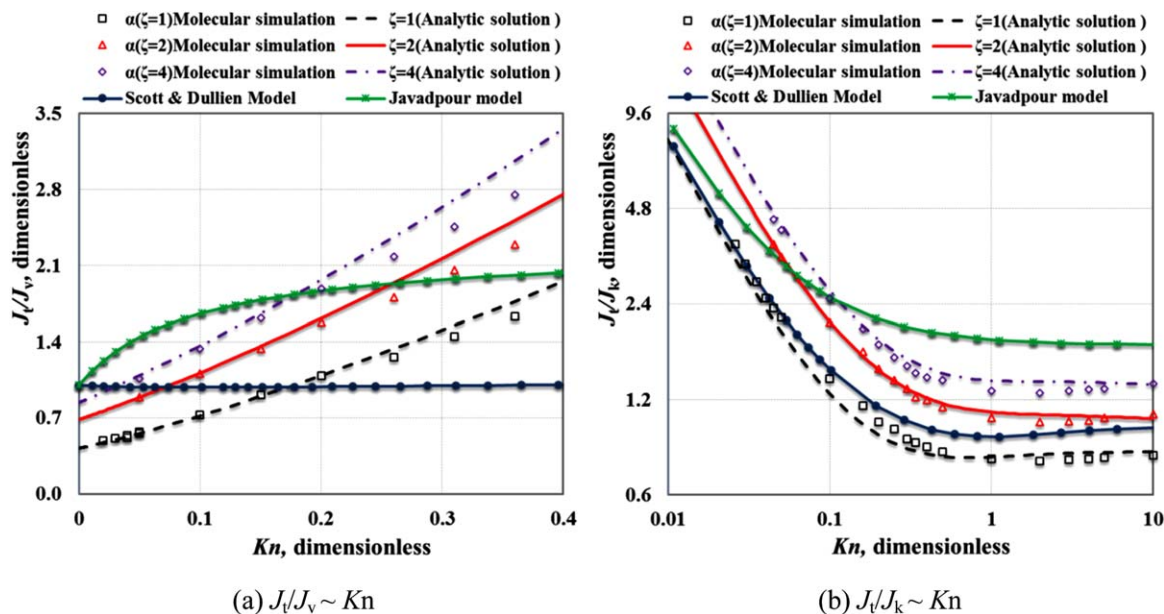 α(ζ=1)Molecular simulation ζ=1(Analytic solution )
α(ζ=2)Molecular simulation ζ=2(Analytic solution )
α(ζ=4)Molecular simulation ζ=4(Analytic solution )
Scott & Dullien Model Javadpour model
3.5
2.8
2.1
1.4
0.7
0.0
Jt/Jv, dimensionless
0 0.1 0.2 0.3 0.4
Kn, dimensionless
(a) Jt/Jv ~ Kn
α(ζ=1)Molecular simulation ζ=1(Analytic solution )
α(ζ=2)Molecular simulation ζ=2(Analytic solution )
α(ζ=4)Molecular simulation ζ=4(Analytic solution )
Scott & Dullien Model Javadpour model
9.6
4.8
2.4
1.2
0.6
Jt/Jk, dimensionless
0.01 0.1 1 10
Kn, dimensionless
(b) Jt/Jk ~ Kn